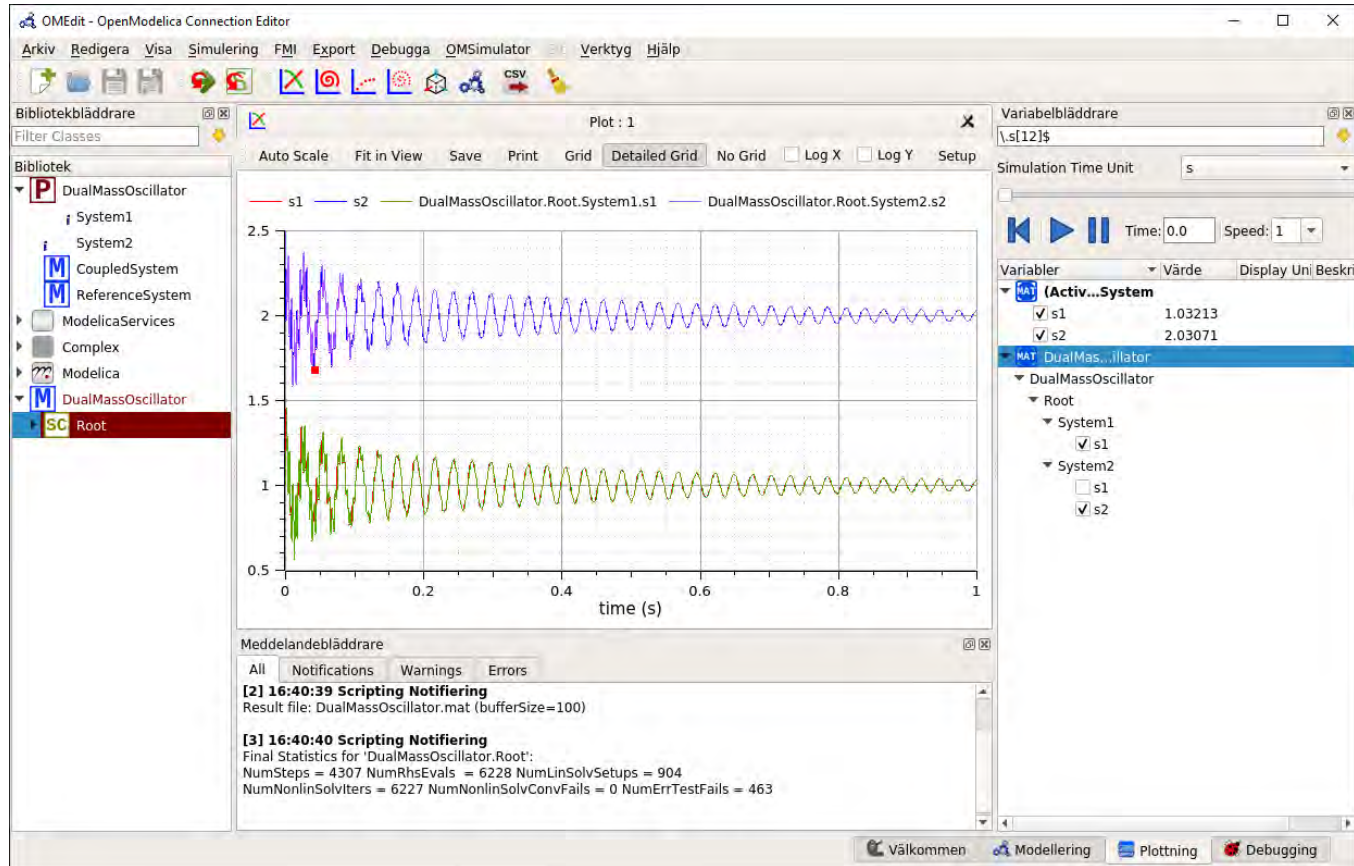 OMEdit - OpenModelica Connection Editor
Arkiv Redigera Visa Simulering FMI Export Debugga OMSimulator Verktyg Hjälp
CSV
Bibliotekbläddrare
Filter Classes
Bibliotek
P DualMassOscillator
i System1
i System2
M CoupledSystem
M ReferenceSystem
ModelicaServices
Complex
Modelica
M DualMassOscillator
SC Root
Plot : 1
Auto Scale Fit in View Save Print Grid Detailed Grid No Grid Log X Log Y Setup
s1 s2 DualMassOscillator.Root.System1.s1 DualMassOscillator.Root.System2.s2
2.5
2
1.5
1
0.5
0 0.2 0.4 0.6 0.8 1
time (s)
Meddelandebläddrare
All Notifications Warnings Errors
[2] 16:40:39 Scripting Notifiering
Result file: DualMassOscillator.mat (bufferSize=100)
[3] 16:40:40 Scripting Notifiering
Final Statistics for 'DualMassOscillator.Root':
NumSteps = 4307 NumRhsEvals = 6228 NumLinSolvSetups = 904
NumNonlinSolvIters = 6227 NumNonlinSolvConvFails = 0 NumErrTestFails = 463
Variabelbläddrare
\.s[12]$
Simulation Time Unit s
Time: 0.0 Speed: 1
Variabler Värde Display Uni Beskri
MAT (Activ...System
s1 1.03213
s2 2.03071
MAT DualMas...illator
DualMassOscillator
Root
System1
s1
System2
s1
s2
Välkommen Modellering Plottning Debugging